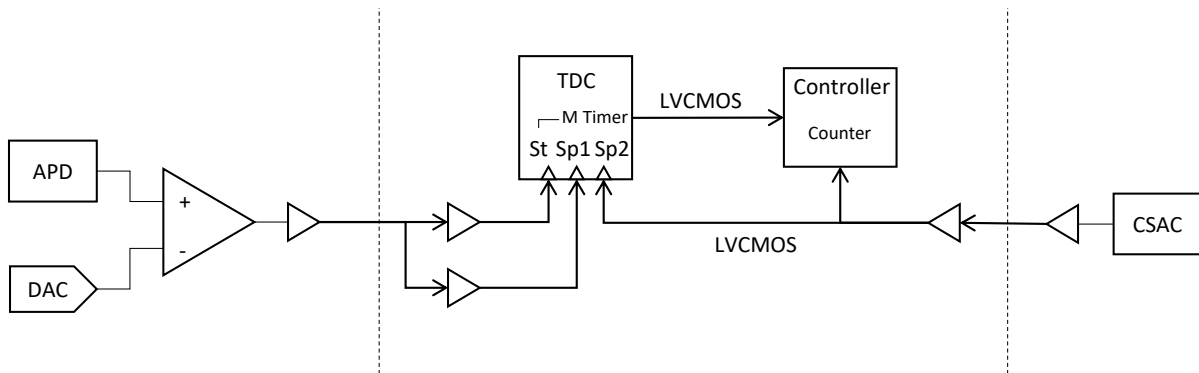 TDC
M Timer
St Sp1 Sp2
LVCMOS
Controller
Counter
APD
+
-
DAC
LVCMOS
CSAC